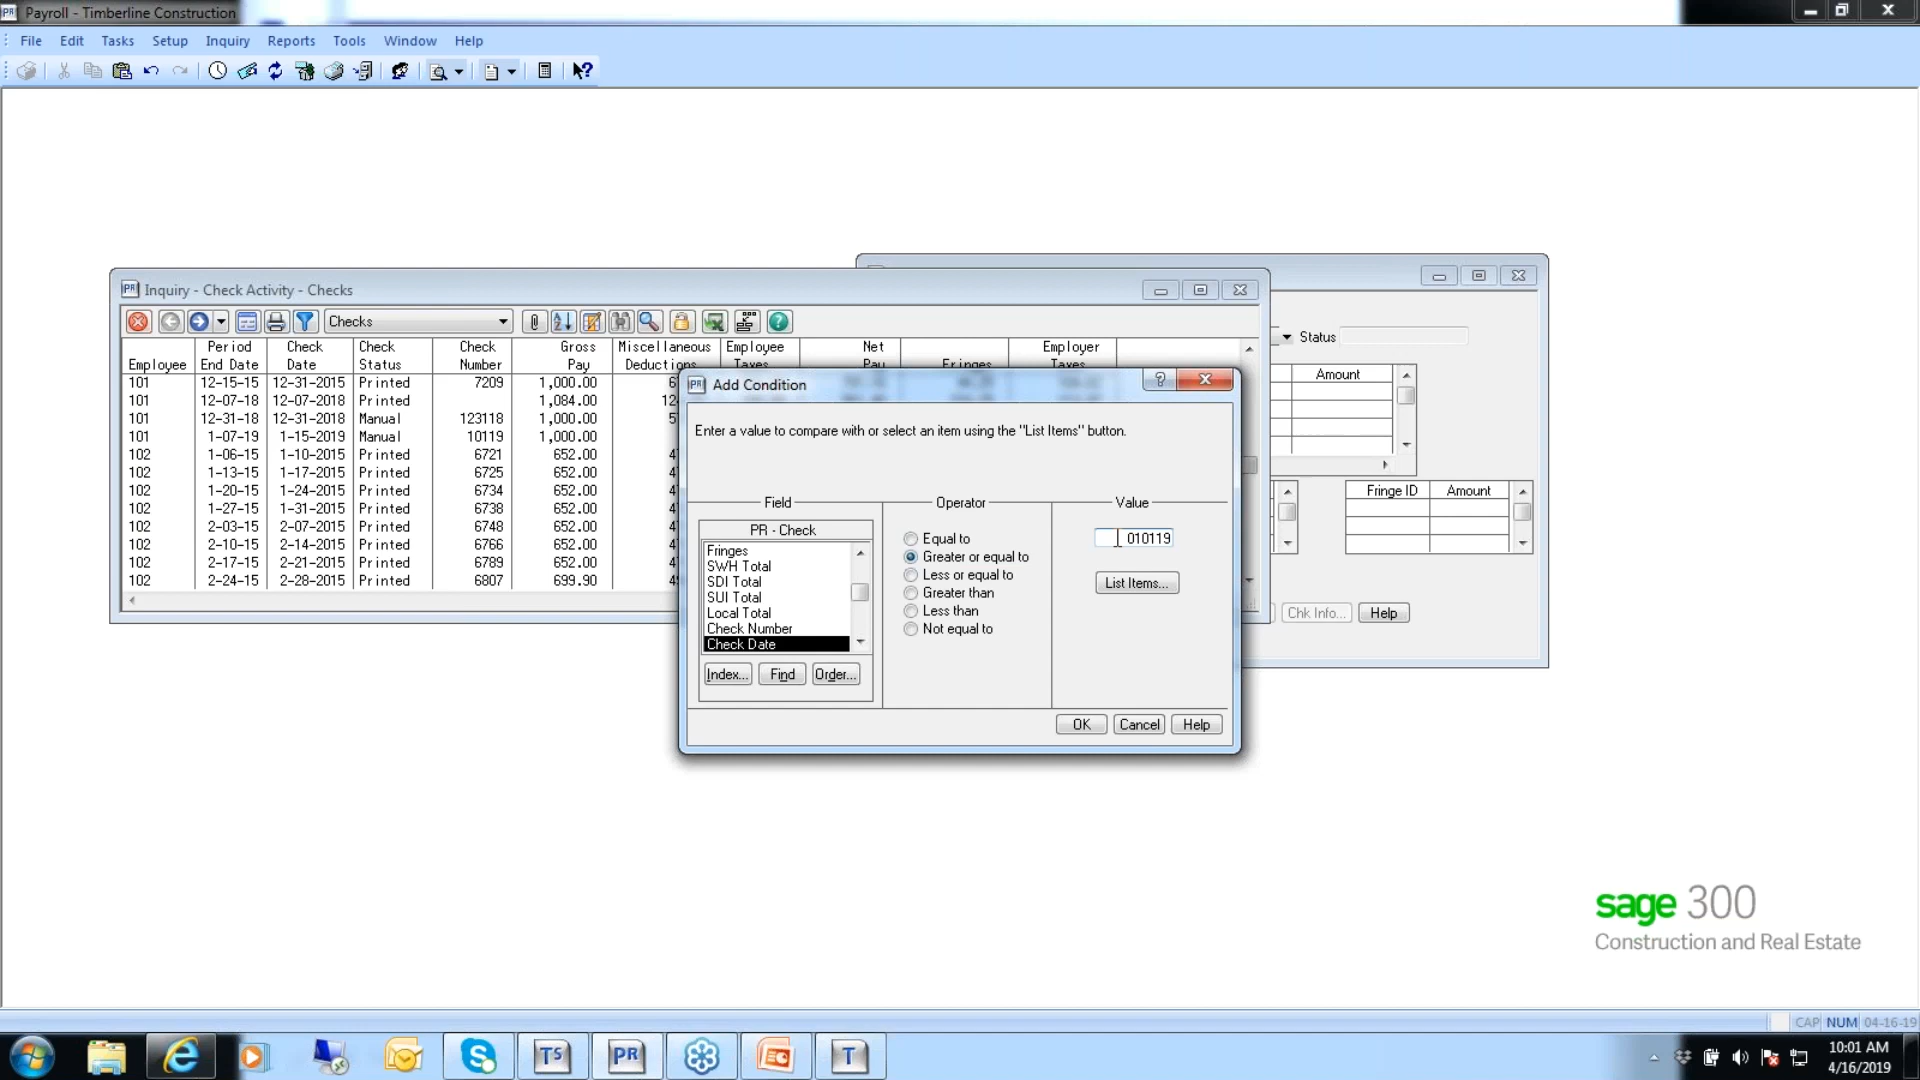 PR Payroll - Timberline Construction
File Edit Tasks Setup Inquiry Reports Tools Window Help
PR Inquiry - Check Activity - Checks
Checks
Employee Period End Date Check Date Check Status Check Number Gross Pay Miscellaneous Deductions Employee Taxes Net Pay Fringes Employer Taxes
101 12-15-15 12-31-2015 Printed 7209 1,000.00
101 12-07-18 12-07-2018 Printed 1,084.00
101 12-31-18 12-31-2018 Manual 123118 1,000.00
101 1-07-19 1-15-2019 Manual 10119 1,000.00
102 1-06-15 1-10-2015 Printed 6721 652.00
102 1-13-15 1-17-2015 Printed 6725 652.00
102 1-20-15 1-24-2015 Printed 6734 652.00
102 1-27-15 1-31-2015 Printed 6738 652.00
102 2-03-15 2-07-2015 Printed 6748 652.00
102 2-10-15 2-14-2015 Printed 6766 652.00
102 2-17-15 2-21-2015 Printed 6789 652.00
102 2-24-15 2-28-2015 Printed 6807 699.90
Status
Amount
Fringe ID Amount
Chk Info... Help
PR Add Condition
Enter a value to compare with or select an item using the "List Items" button.
Field Operator Value
PR - Check
Fringes
SWH Total
SDI Total
SUI Total
Local Total
Check Number
Check Date
Index... Find Order...
Equal to
Greater or equal to
Less or equal to
Greater than
Less than
Not equal to
010119
List Items...
OK Cancel Help
sage 300
Construction and Real Estate
CAP NUM 04-16-19
TS PR T
10:01 AM
4/16/2019